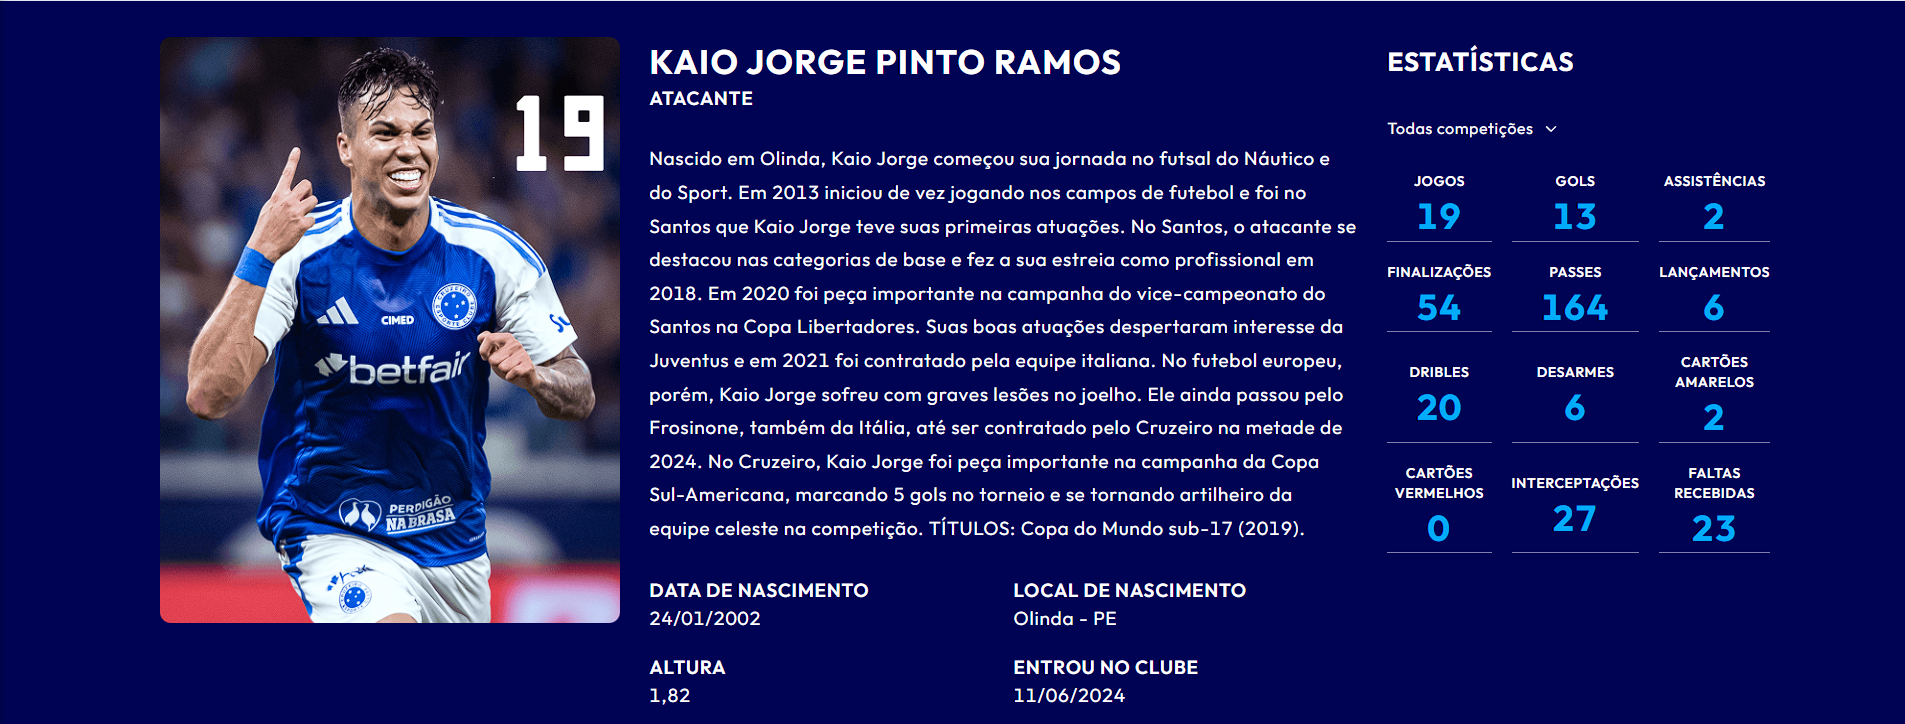 19
CIMED
CRUZEIRO ESPORTE CLUBE
betfair
PERDIGÃO
NA BRASA
KAIO JORGE PINTO RAMOS
ATACANTE
Nascido em Olinda, Kaio Jorge começou sua jornada no futsal do Náutico e
do Sport. Em 2013 iniciou de vez jogando nos campos de futebol e foi no
Santos que Kaio Jorge teve suas primeiras atuações. No Santos, o atacante se
destacou nas categorias de base e fez a sua estreia como profissional em
2018. Em 2020 foi peça importante na campanha do vice-campeonato do
Santos na Copa Libertadores. Suas boas atuações despertaram interesse da
Juventus e em 2021 foi contratado pela equipe italiana. No futebol europeu,
porém, Kaio Jorge sofreu com graves lesões no joelho. Ele ainda passou pelo
Frosinone, também da Itália, até ser contratado pelo Cruzeiro na metade de
2024. No Cruzeiro, Kaio Jorge foi peça importante na campanha da Copa
Sul-Americana, marcando 5 gols no torneio e se tornando artilheiro da
equipe celeste na competição. TÍTULOS: Copa do Mundo sub-17 (2019).
DATA DE NASCIMENTO
24/01/2002
LOCAL DE NASCIMENTO
Olinda - PE
ALTURA
1,82
ENTROU NO CLUBE
11/06/2024
ESTATÍSTICAS
Todas competições
JOGOS
19
GOLS
13
ASSISTÊNCIAS
2
FINALIZAÇÕES
54
PASSES
164
LANÇAMENTOS
6
DRIBLES
20
DESARMES
6
CARTÕES
AMARELOS
2
CARTÕES
VERMELHOS
0
INTERCEPTAÇÕES
27
FALTAS
RECEBIDAS
23